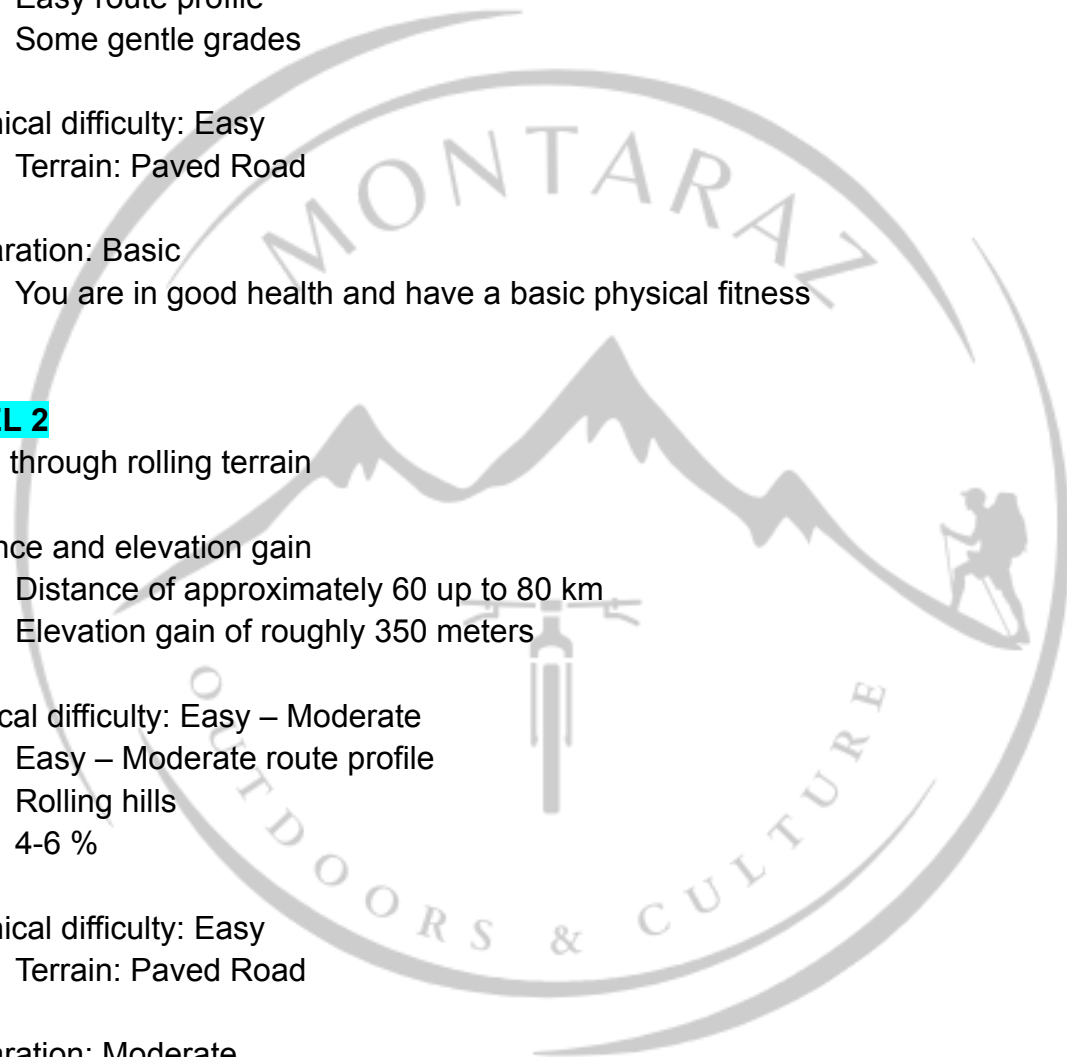 Easy route profile
Some gentle grades
nical difficulty: Easy
Terrain: Paved Road
aration: Basic
You are in good health and have a basic physical fitness
EL 2
through rolling terrain
nce and elevation gain
Distance of approximately 60 up to 80 km
Elevation gain of roughly 350 meters
ical difficulty: Easy – Moderate
Easy – Moderate route profile
Rolling hills
4-6 %
nical difficulty: Easy
Terrain: Paved Road
aration: Moderate
MONTARAZ
OUTDOORS & CULTURE